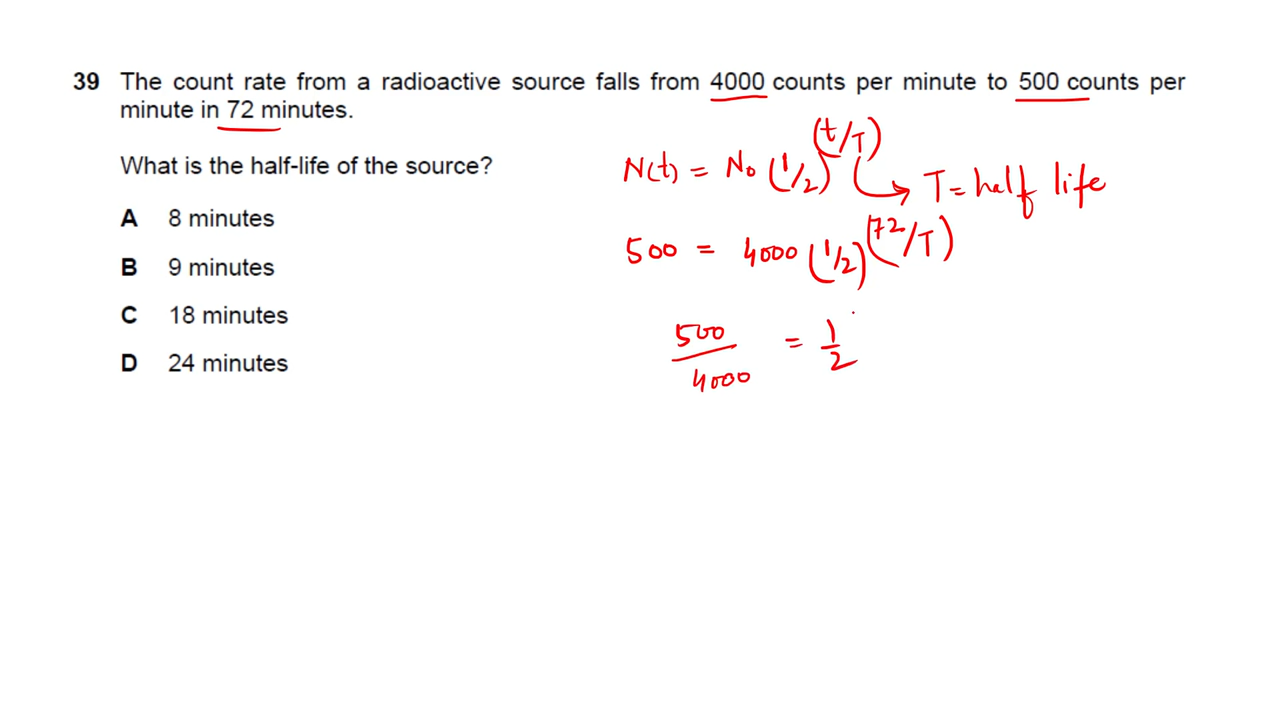 39 The count rate from a radioactive source falls from 4000 counts per minute to 500 counts per
minute in 72 minutes.
What is the half-life of the source?
A 8 minutes
B 9 minutes
C 18 minutes
D 24 minutes
N(t) = N₀ (1/2)^(t/T)
T = half life
500 = 4000 (1/2)^(72/T)
500/4000 = 1/2